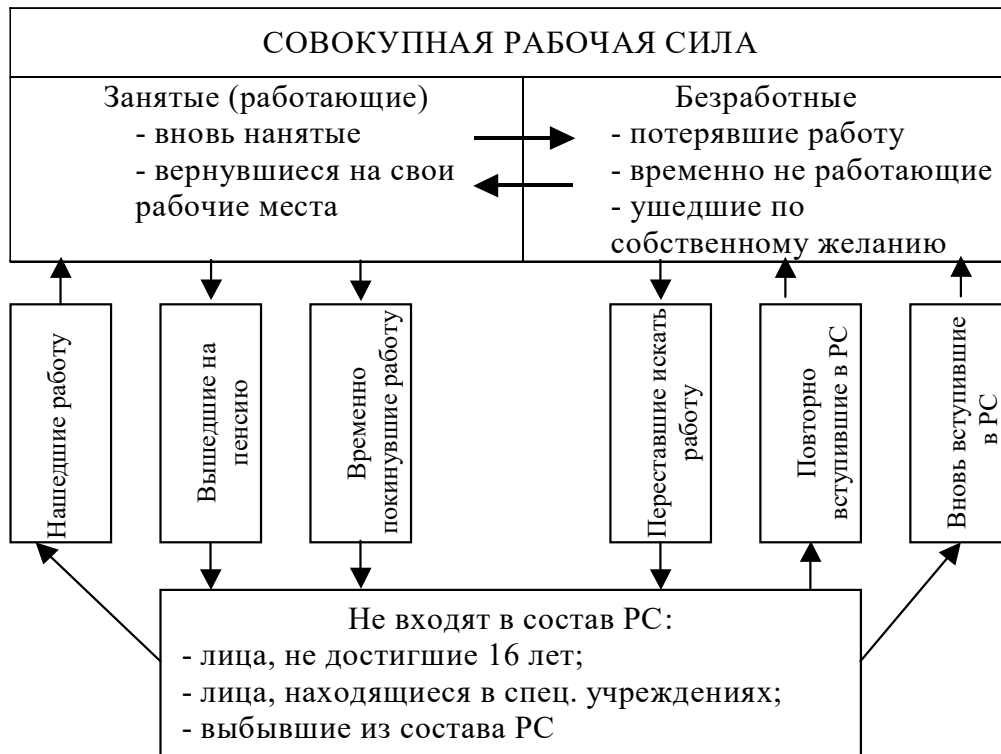 СОВОКУПНАЯ РАБОЧАЯ СИЛА
Занятые (работающие)
- вновь нанятые
- вернувшиеся на свои
рабочие места
Безработные
- потерявшие работу
- временно не работающие
- ушедшие по
собственному желанию
Нашедшие работу
Вышедшие на
пенсию
Временно
покинувшие работу
Переставшие искать
работу
Повторно
вступившие в РС
Вновь вступившие
в РС
Не входят в состав РС:
- лица, не достигшие 16 лет;
- лица, находящиеся в спец. учреждениях;
- выбывшие из состава РС